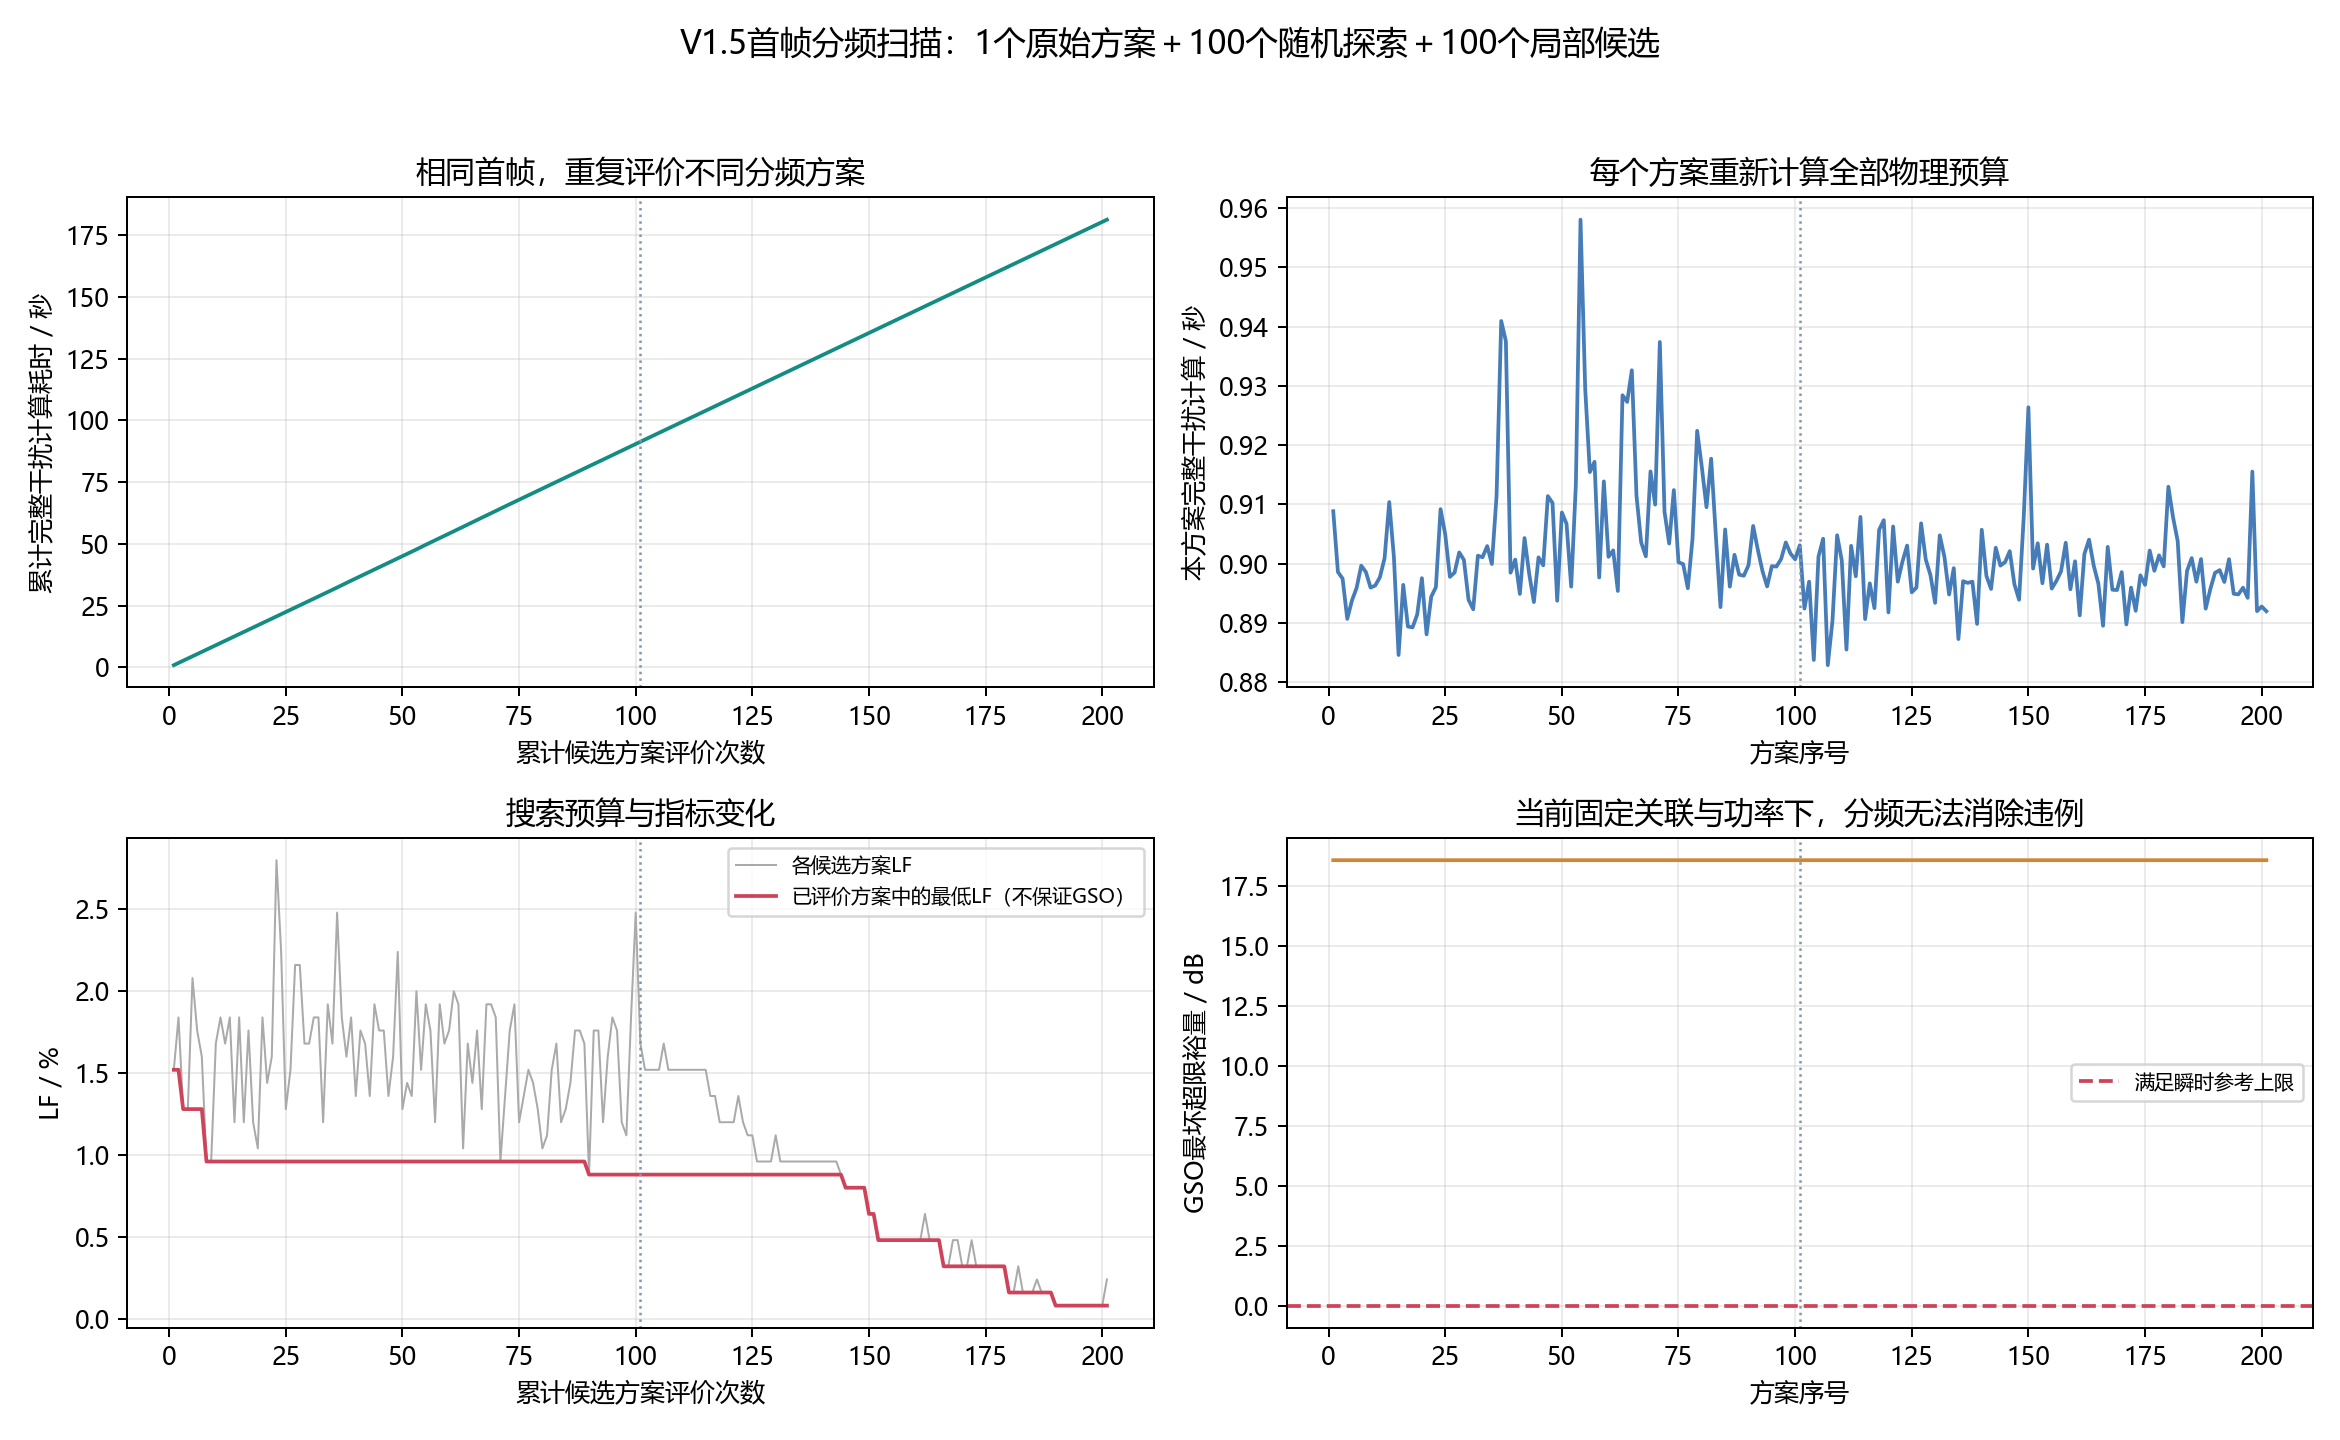 V1.5首帧分频扫描：1个原始方案＋100个随机探索＋100个局部候选
相同首帧，重复评价不同分频方案
累计完整干扰计算耗时 / 秒
175
150
125
100
75
50
25
0
0 25 50 75 100 125 150 175 200
累计候选方案评价次数
每个方案重新计算全部物理预算
本方案完整干扰计算 / 秒
0.96
0.95
0.94
0.93
0.92
0.91
0.90
0.89
0.88
0 25 50 75 100 125 150 175 200
方案序号
搜索预算与指标变化
各候选方案LF
已评价方案中的最低LF（不保证GSO）
LF / %
2.5
2.0
1.5
1.0
0.5
0.0
0 25 50 75 100 125 150 175 200
累计候选方案评价次数
当前固定关联与功率下，分频无法消除违例
GSO最坏超限裕量 / dB
17.5
15.0
12.5
10.0
7.5
5.0
2.5
0.0
满足瞬时参考上限
0 25 50 75 100 125 150 175 200
方案序号